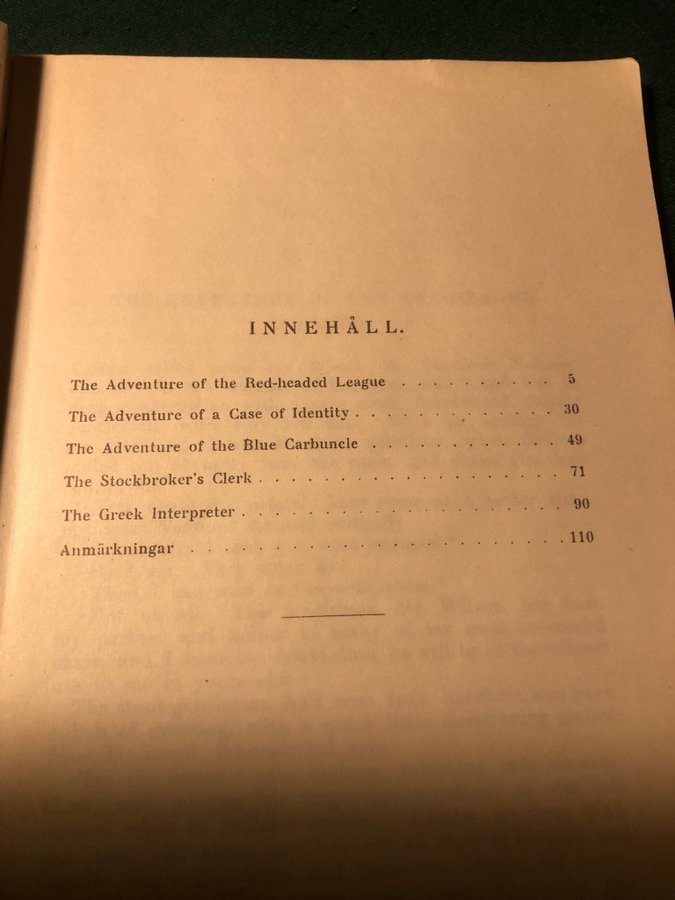 INNEHÅLL.
The Adventure of the Red-headed League . . . . . . . . . . 5
The Adventure of a Case of Identity . . . . . . . . . . . . 30
The Adventure of the Blue Carbuncle . . . . . . . . . . . 49
The Stockbroker's Clerk . . . . . . . . . . . . . . . . . 71
The Greek Interpreter . . . . . . . . . . . . . . . . . . 90
Anmärkningar . . . . . . . . . . . . . . . . . . . . . 110